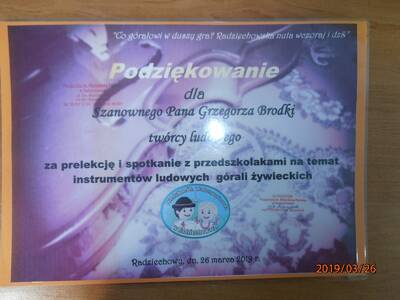 "Co góralowi w duszy gra? Radziechowska nuta wczoraj i dziś"
Podziękowanie
dla
Szanownego Pana Grzegorza Brodki
twórcy ludowego
za prelekcję i spotkanie z przedszkolakami na temat
instrumentów ludowych górali żywieckich
Radziechowy, dn. 26 marca 2019 r.
2019/03/26